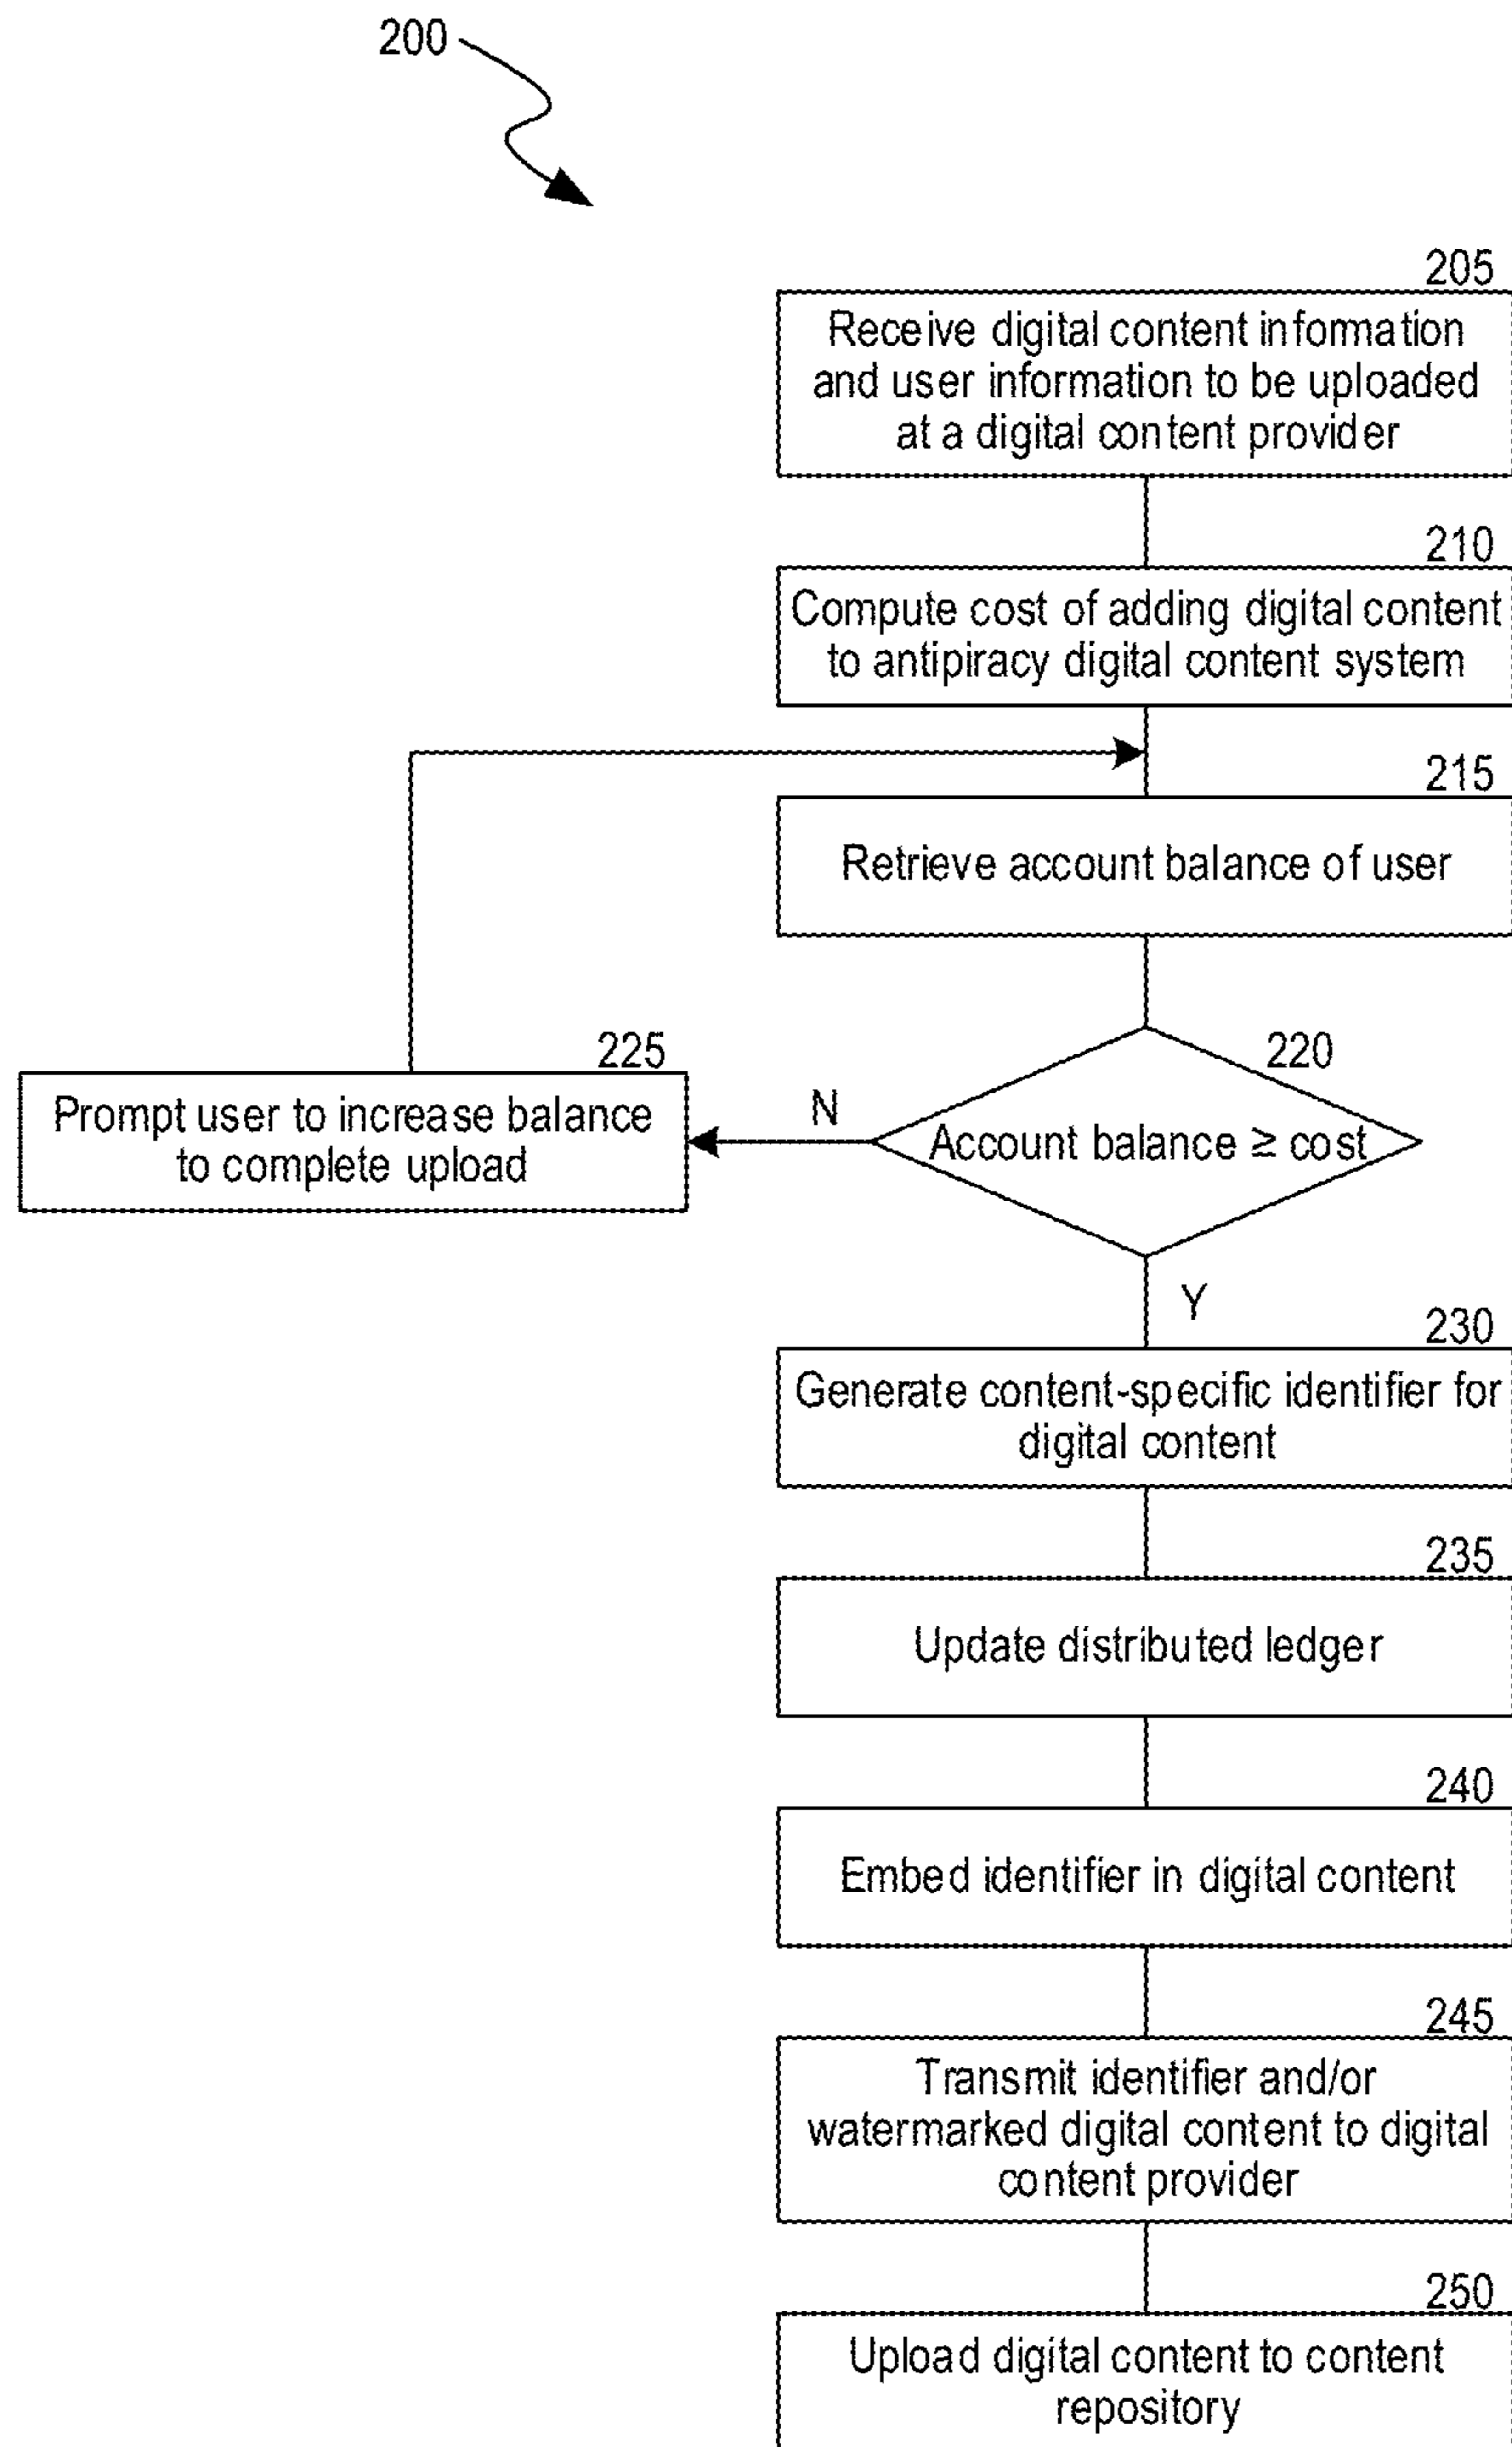 200
205
Receive digital content information
and user information to be uploaded
at a digital content provider
210
Compute cost of adding digital content
to antipiracy digital content system
215
Retrieve account balance of user
220
Account balance ≥ cost
N
225
Prompt user to increase balance
to complete upload
Y
230
Generate content-specific identifier for
digital content
235
Update distributed ledger
240
Embed identifier in digital content
245
Transmit identifier and/or
watermarked digital content to digital
content provider
250
Upload digital content to content
repository